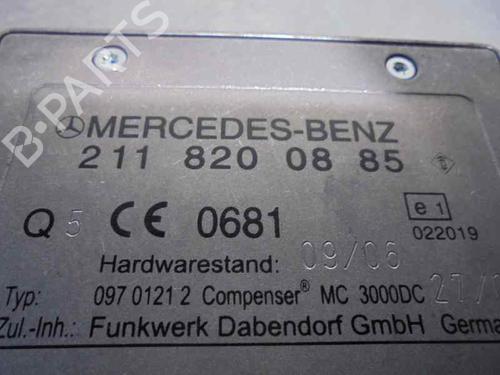 B-PARTS
MERCEDES-BENZ
211 820 08 85
Q 5 CE 0681 e1
022019
Hardwarestand: 09/06
Typ: 097 0121 2 Compenser® MC 3000DC
Zul.-Inh.: Funkwerk Dabendorf GmbH